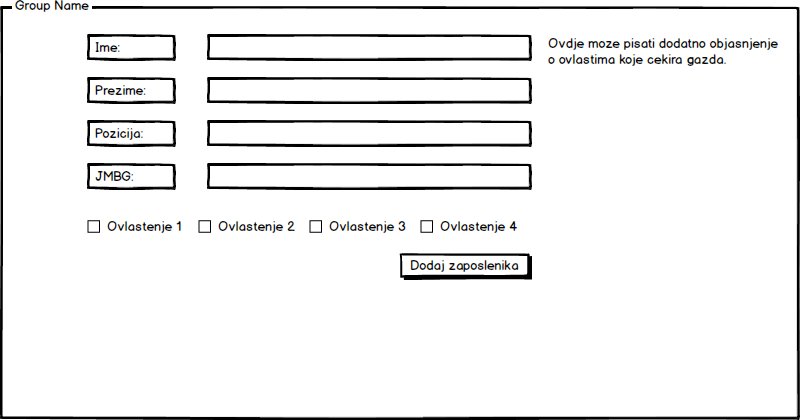 Group Name
Ime:
Ovdje moze pisati dodatno objasnjenje
o ovlastima koje cekira gazda.
Prezime:
Pozicija:
JMBG:
Ovlastenje 1 Ovlastenje 2 Ovlastenje 3 Ovlastenje 4
Dodaj zaposlenika